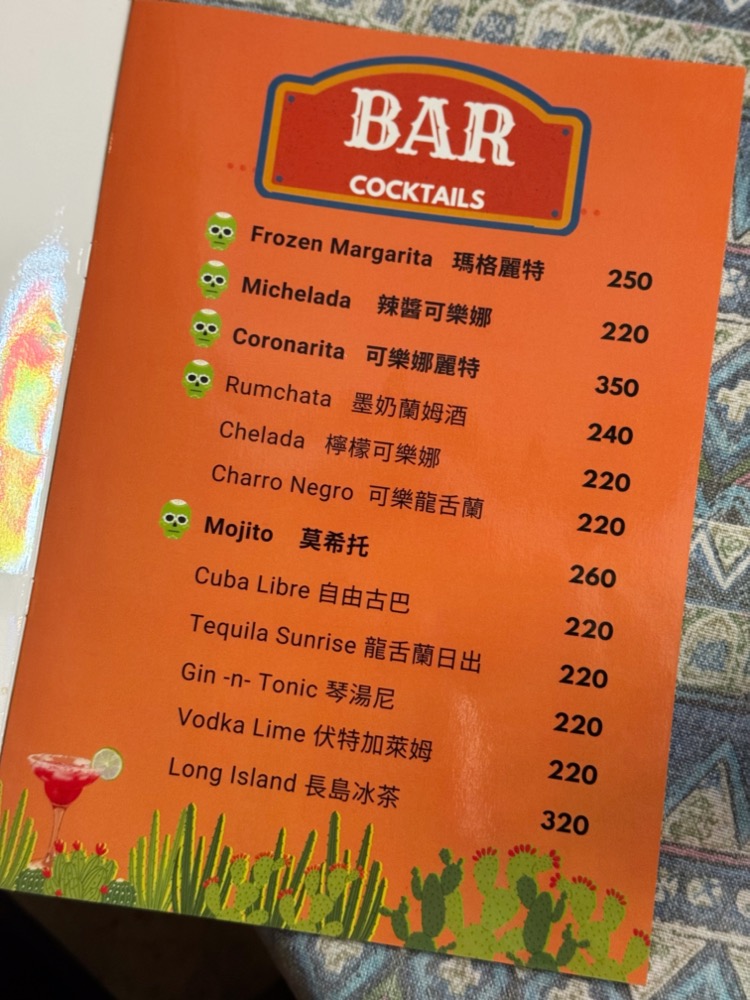 BAR
COCKTAILS
Frozen Margarita 瑪格麗特 250
Michelada 辣醬可樂娜 220
Coronarita 可樂娜麗特 350
Rumchata 墨奶蘭姆酒 240
Chelada 檸檬可樂娜 220
Charro Negro 可樂龍舌蘭 220
Mojito 莫希托 260
Cuba Libre 自由古巴 220
Tequila Sunrise 龍舌蘭日出 220
Gin -n- Tonic 琴湯尼 220
Vodka Lime 伏特加萊姆 220
Long Island 長島冰茶 320